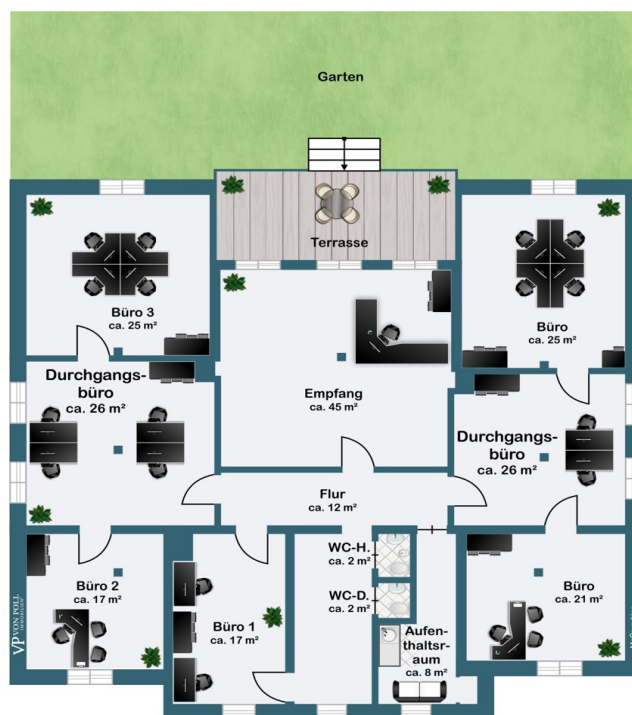 Garten
Terrasse
Büro 3
ca. 25 m²
Büro
ca. 25 m²
Durchgangs-
büro
ca. 26 m²
Empfang
ca. 45 m²
Durchgangs-
büro
ca. 26 m²
Flur
ca. 12 m²
WC-H.
ca. 2 m²
WC-D.
ca. 2 m²
Büro 2
ca. 17 m²
Büro 1
ca. 17 m²
Aufen-
thaltsr-
aum
ca. 8 m²
Büro
ca. 21 m²
VP VON POLL
IMMOBILIEN